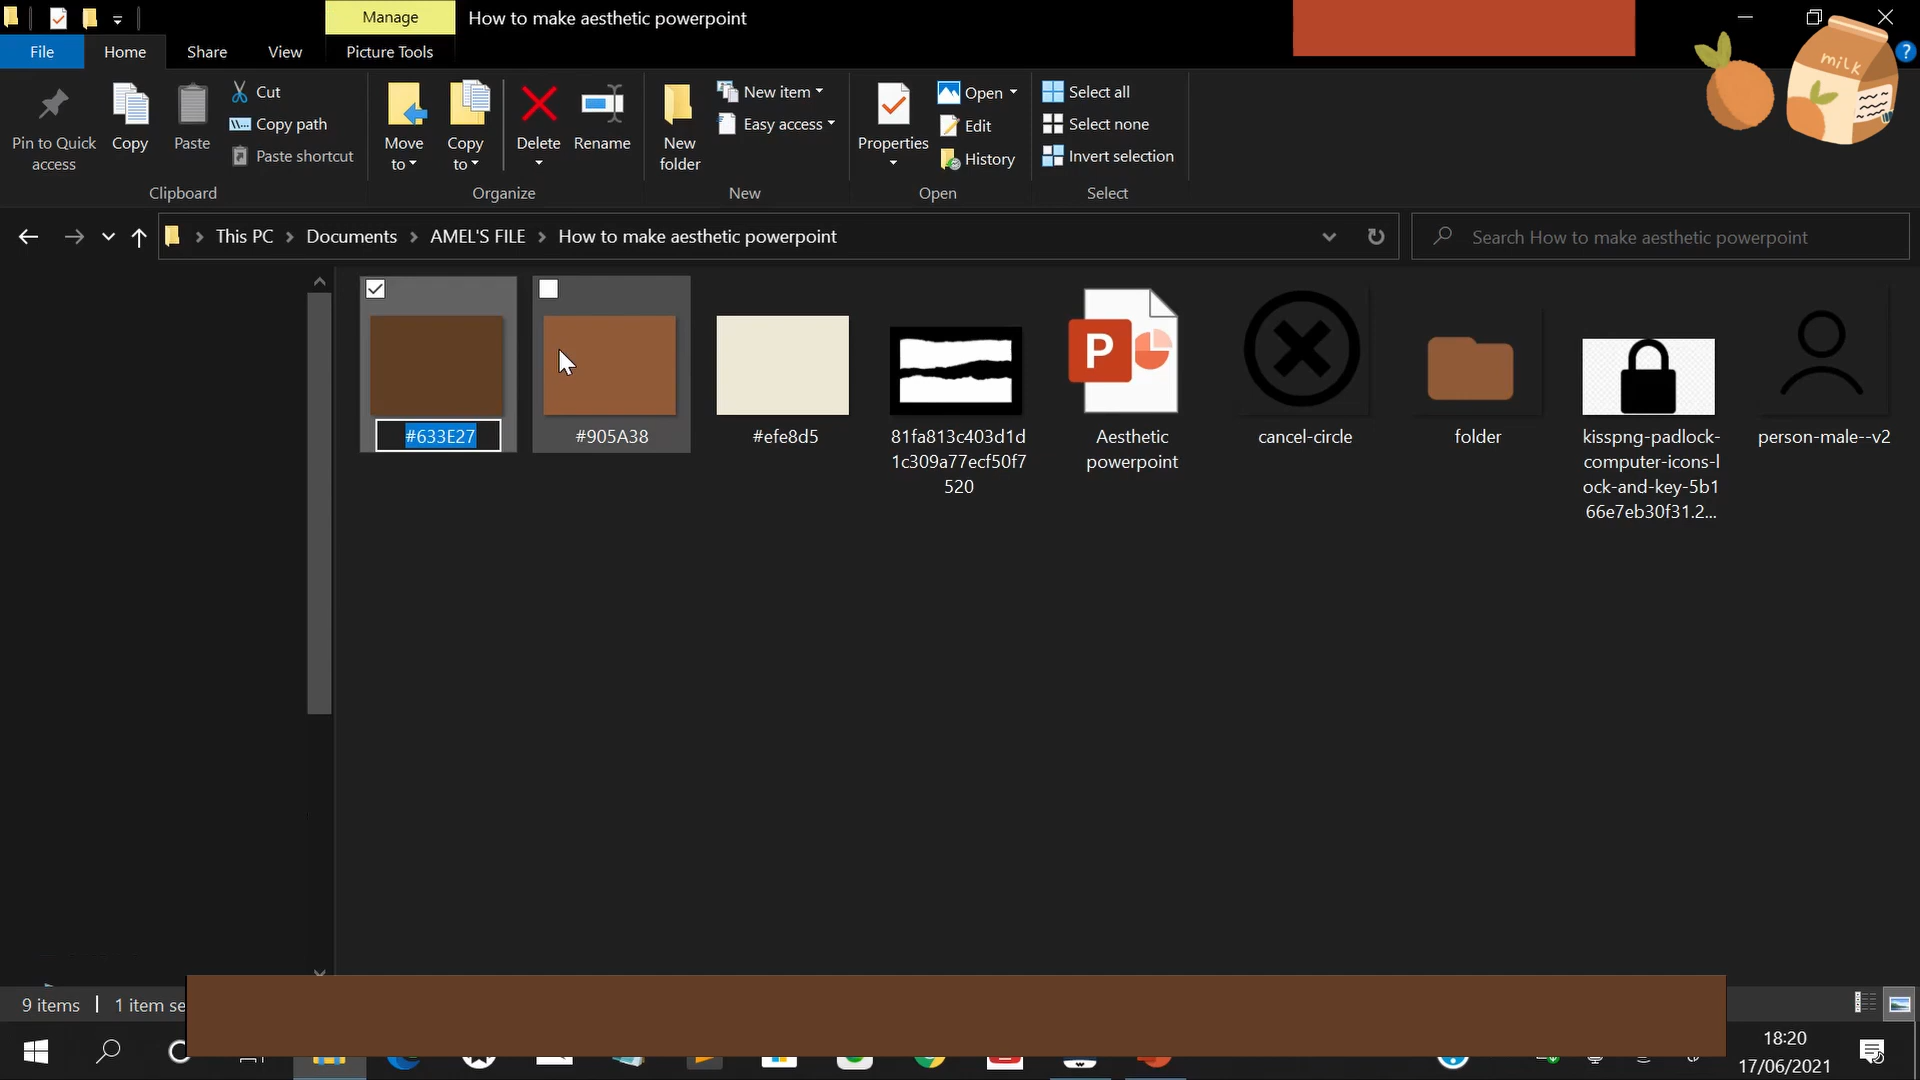 Manage
How to make aesthetic powerpoint
File
Home
Share
View
Picture Tools
milk
?
Pin to Quick access
Copy
Paste
Cut
Copy path
Paste shortcut
Clipboard
Move to
Copy to
Delete
Rename
Organize
New folder
New item
Easy access
New
Properties
Open
Edit
History
Open
Select all
Select none
Invert selection
Select
This PC
Documents
AMEL'S FILE
How to make aesthetic powerpoint
Search How to make aesthetic powerpoint
P
#633E27
#905A38
#efe8d5
81fa813c403d1d
1c309a77ecf50f7
520
Aesthetic
powerpoint
cancel-circle
folder
kisspng-padlock-
computer-icons-l
ock-and-key-5b1
66e7eb30f31.2...
person-male--v2
9 items
1 item se
18:20
17/06/2021